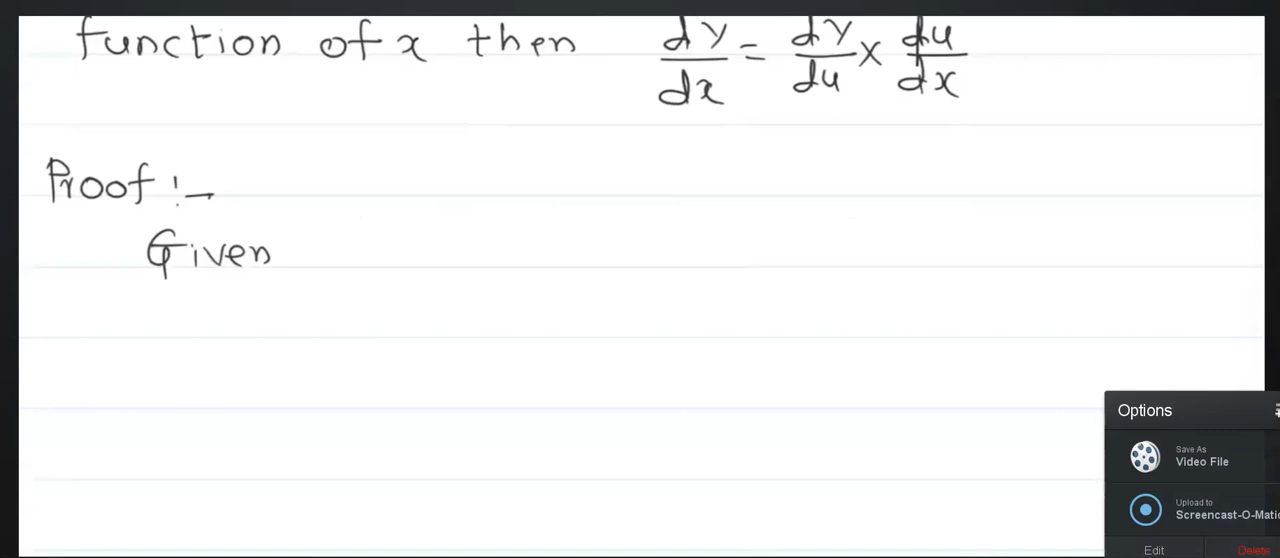 function of x then dy/dx = dy/du × du/dx
Proof :-
Given
Options
Save As
Video File
Upload to
Screencast-O-Mati
Edit Delete